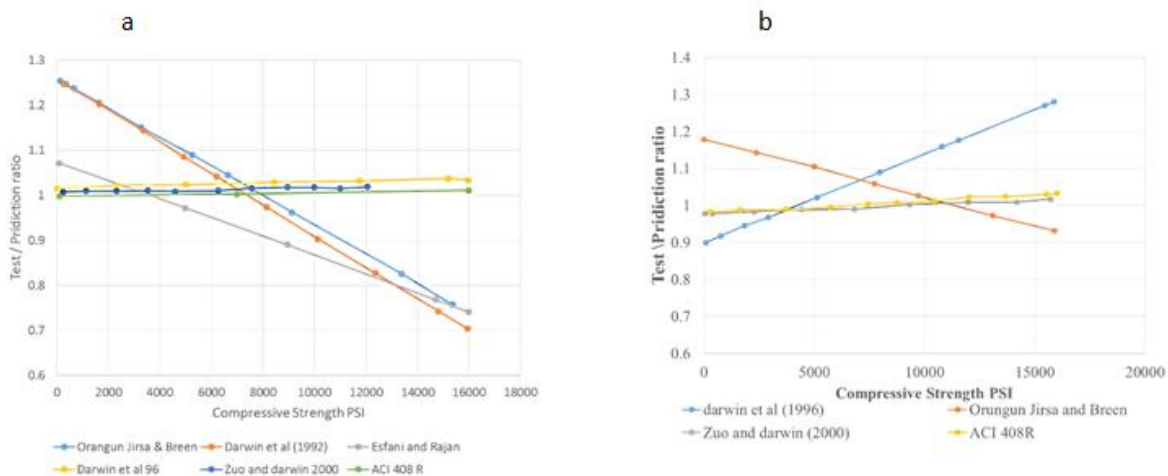 a
1.3
1.2
1.1
1
0.9
0.8
0.7
0.6
Test / Pridiction ratio
0 2000 4000 6000 8000 10000 12000 14000 16000 18000
Compressive Strength PSI
Orangun Jirsa & Breen Darwin et al (1992) Esfani and Rajan
Darwin et al 96 Zuo and darwin 2000 ACI 408 R
b
1.4
1.3
1.2
1.1
1
0.9
0.8
0.7
0.6
Test \Pridiction ratio
0 5000 10000 15000 20000
Compressive Strength PSI
darwin et al (1996) Orungun Jirsa and Breen
Zuo and darwin (2000) ACI 408R